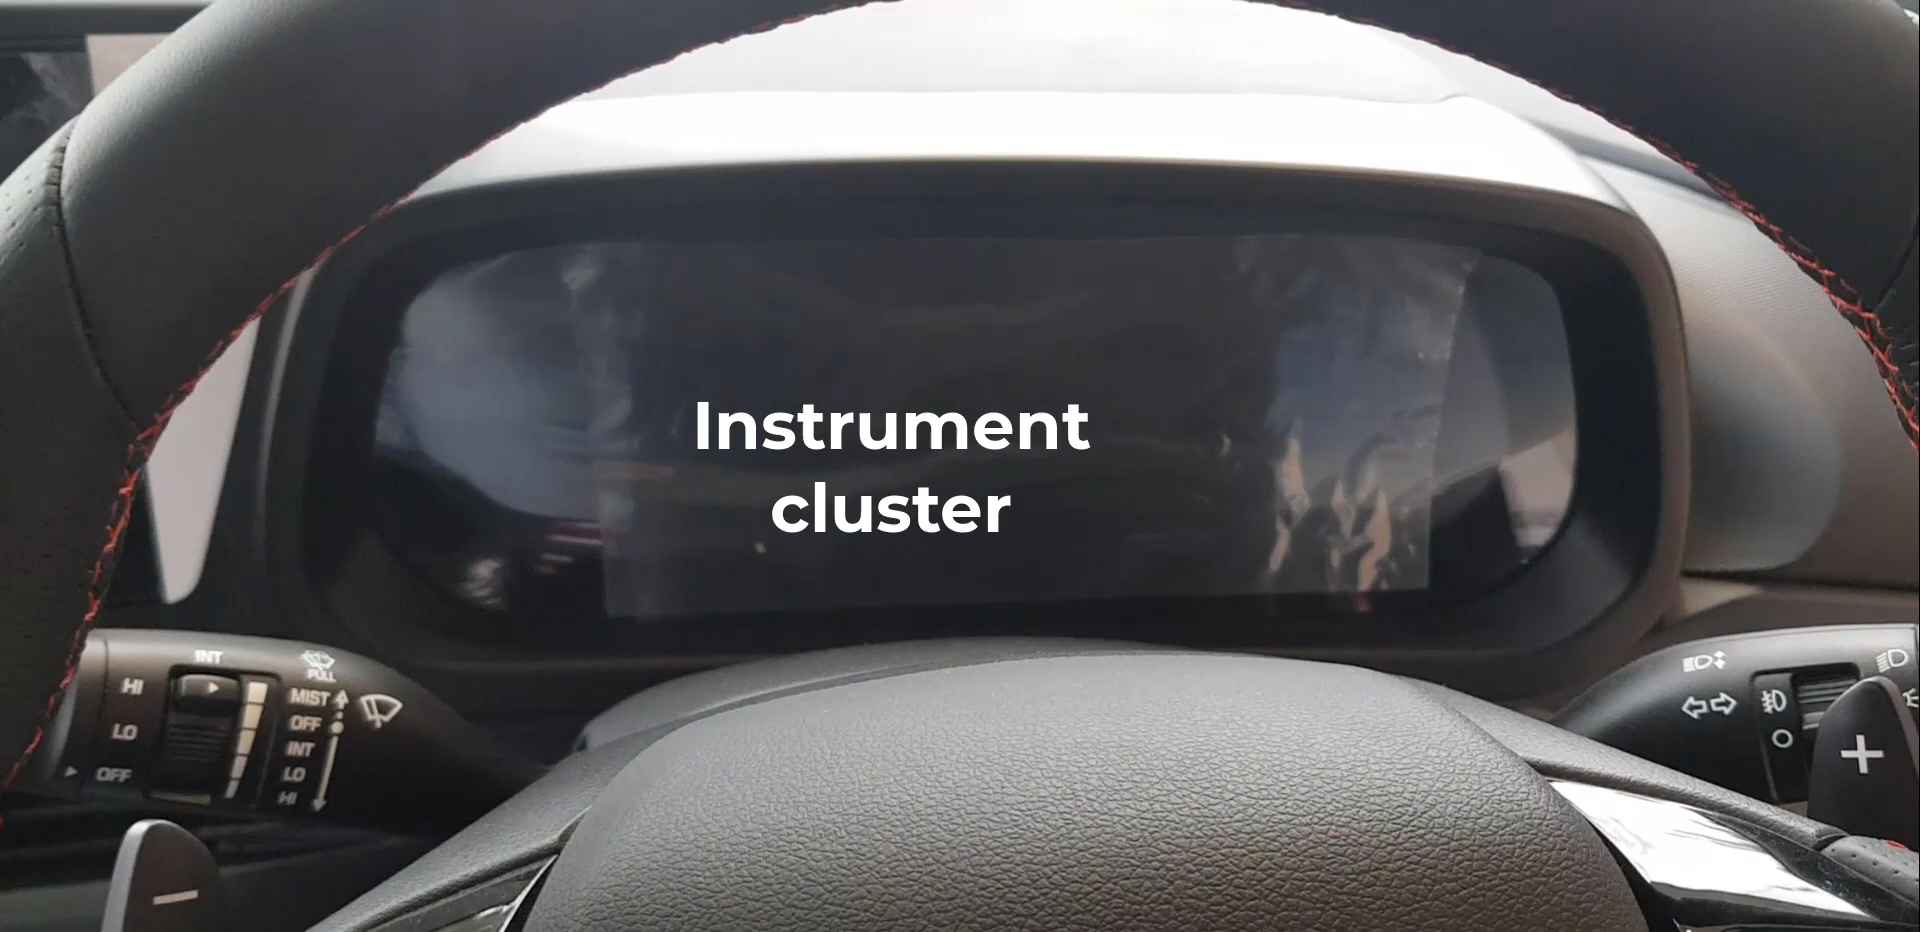 Instrument
cluster
INT
PULL
HI
MIST
OFF
LO
INT
OFF
LO
HI
+
−